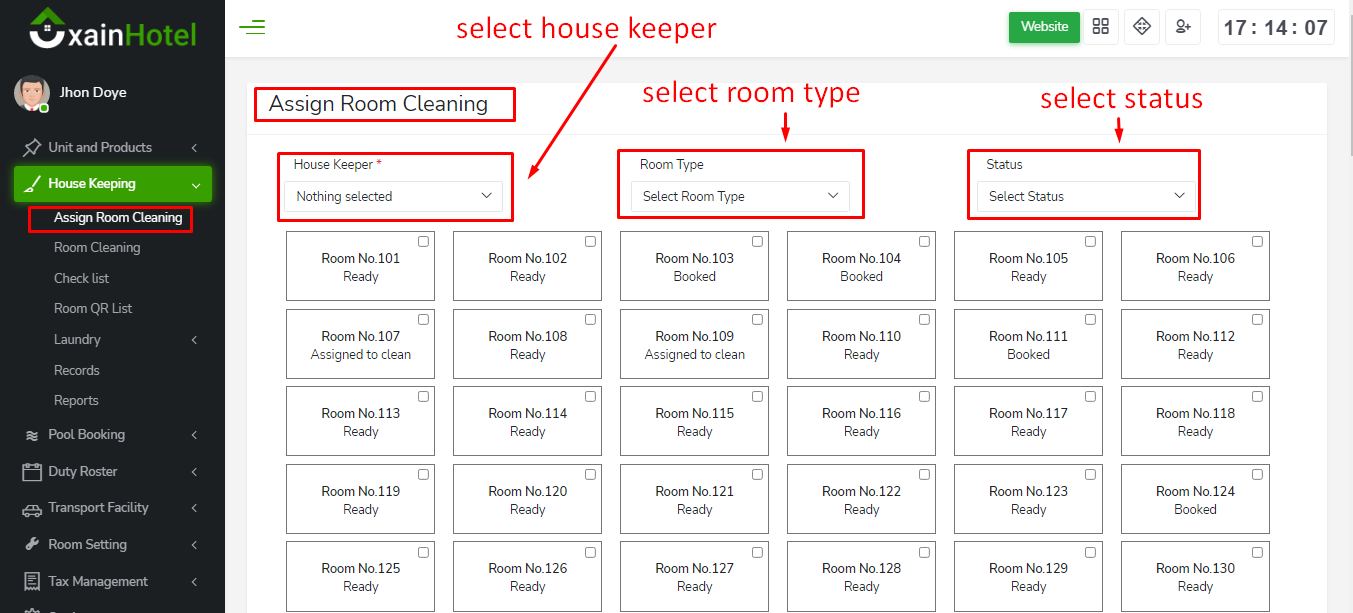 xainHotel
select house keeper
Website
17 : 14 : 07
Jhon Doye
Assign Room Cleaning
select room type
select status
Unit and Products
House Keeping
Assign Room Cleaning
Room Cleaning
Check list
Room QR List
Laundry
Records
Reports
Pool Booking
Duty Roster
Transport Facility
Room Setting
Tax Management
House Keeper *
Nothing selected
Room Type
Select Room Type
Status
Select Status
Room No.101
Ready
Room No.102
Ready
Room No.103
Booked
Room No.104
Booked
Room No.105
Ready
Room No.106
Ready
Room No.107
Assigned to clean
Room No.108
Ready
Room No.109
Assigned to clean
Room No.110
Ready
Room No.111
Booked
Room No.112
Ready
Room No.113
Ready
Room No.114
Ready
Room No.115
Ready
Room No.116
Ready
Room No.117
Ready
Room No.118
Ready
Room No.119
Ready
Room No.120
Ready
Room No.121
Ready
Room No.122
Ready
Room No.123
Ready
Room No.124
Booked
Room No.125
Ready
Room No.126
Ready
Room No.127
Ready
Room No.128
Ready
Room No.129
Ready
Room No.130
Ready